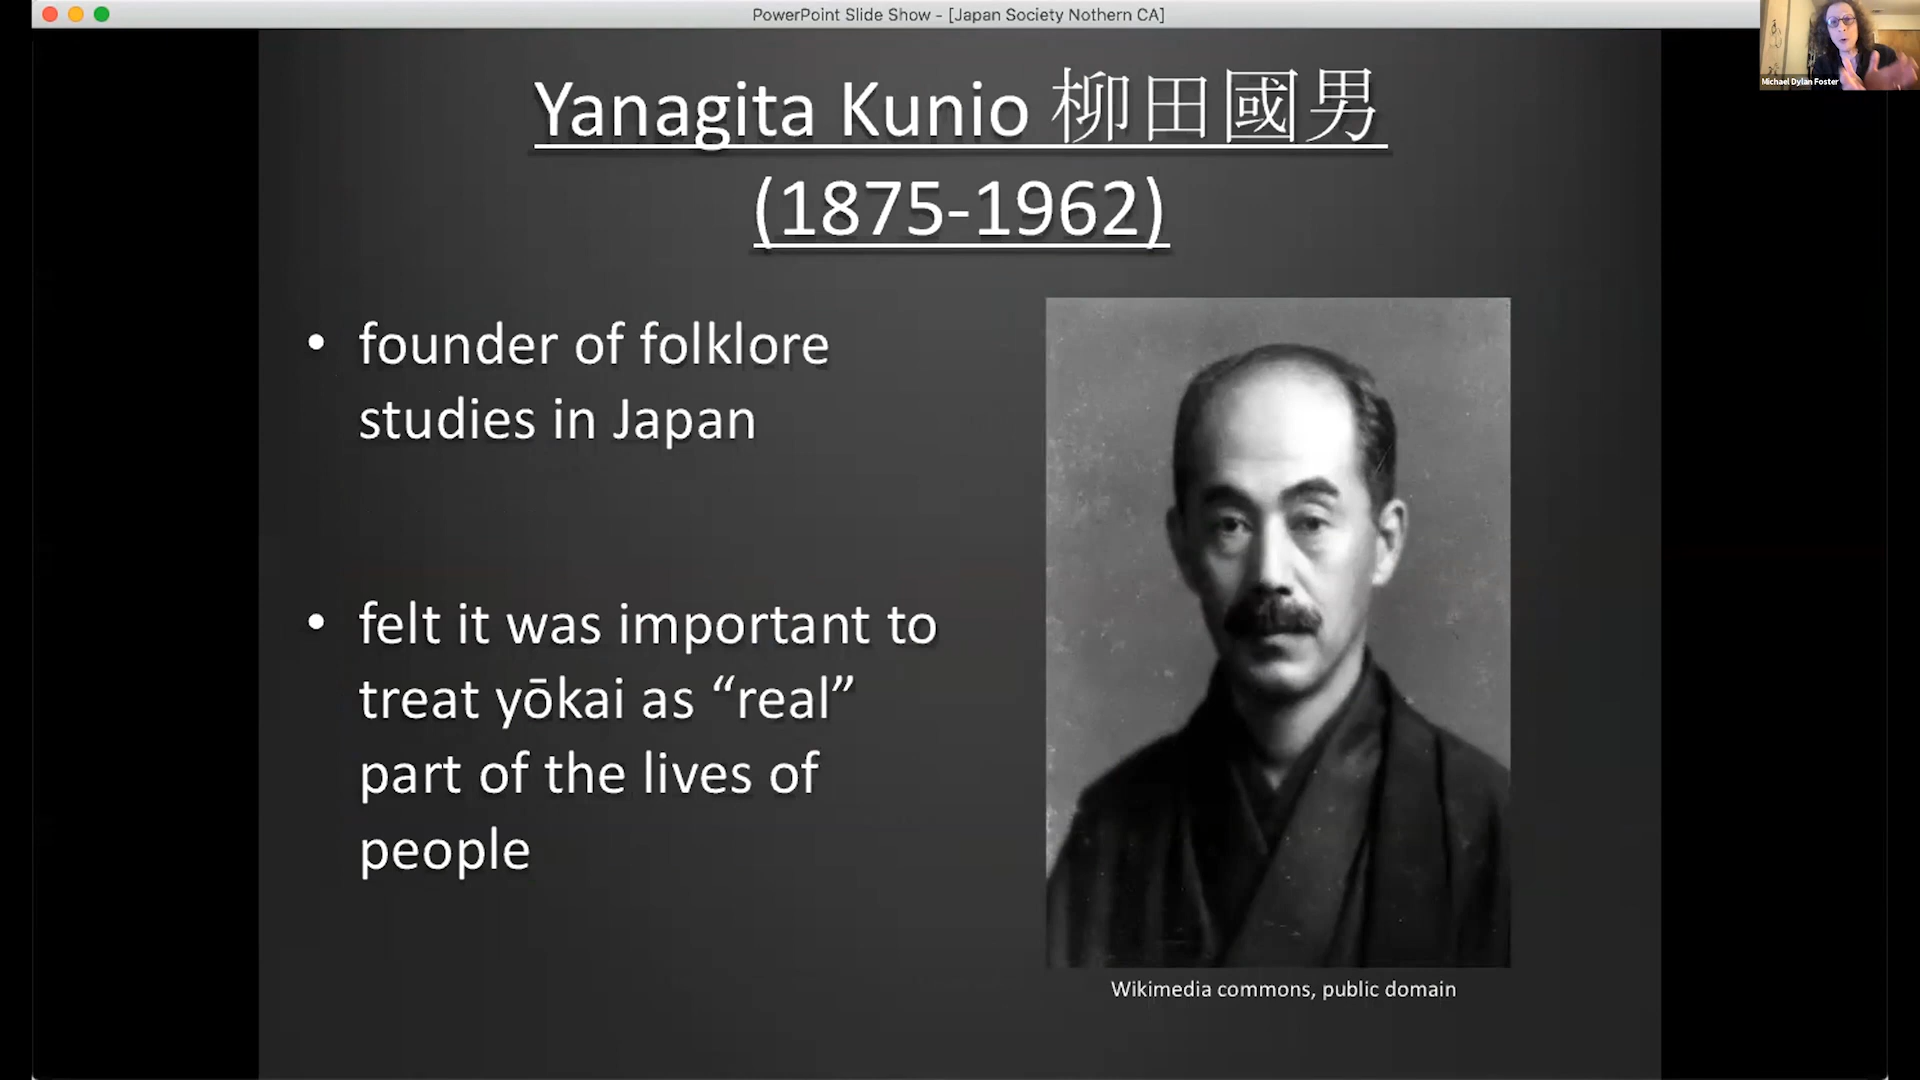 PowerPoint Slide Show - [Japan Society Nothern CA]
Michael Dylan Foster
Yanagita Kunio 柳田國男
(1875-1962)
• founder of folklore
studies in Japan
• felt it was important to
treat yōkai as “real”
part of the lives of
people
Wikimedia commons, public domain